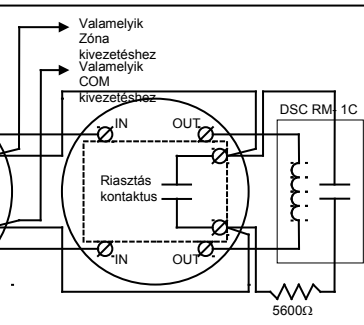 Valamelyik
Zóna
kivezetéshez
Valamelyik
COM
kivezetéshez
DSC RM- 1C
IN
OUT
Riasztás
kontaktus
IN
OUT
5600Ω